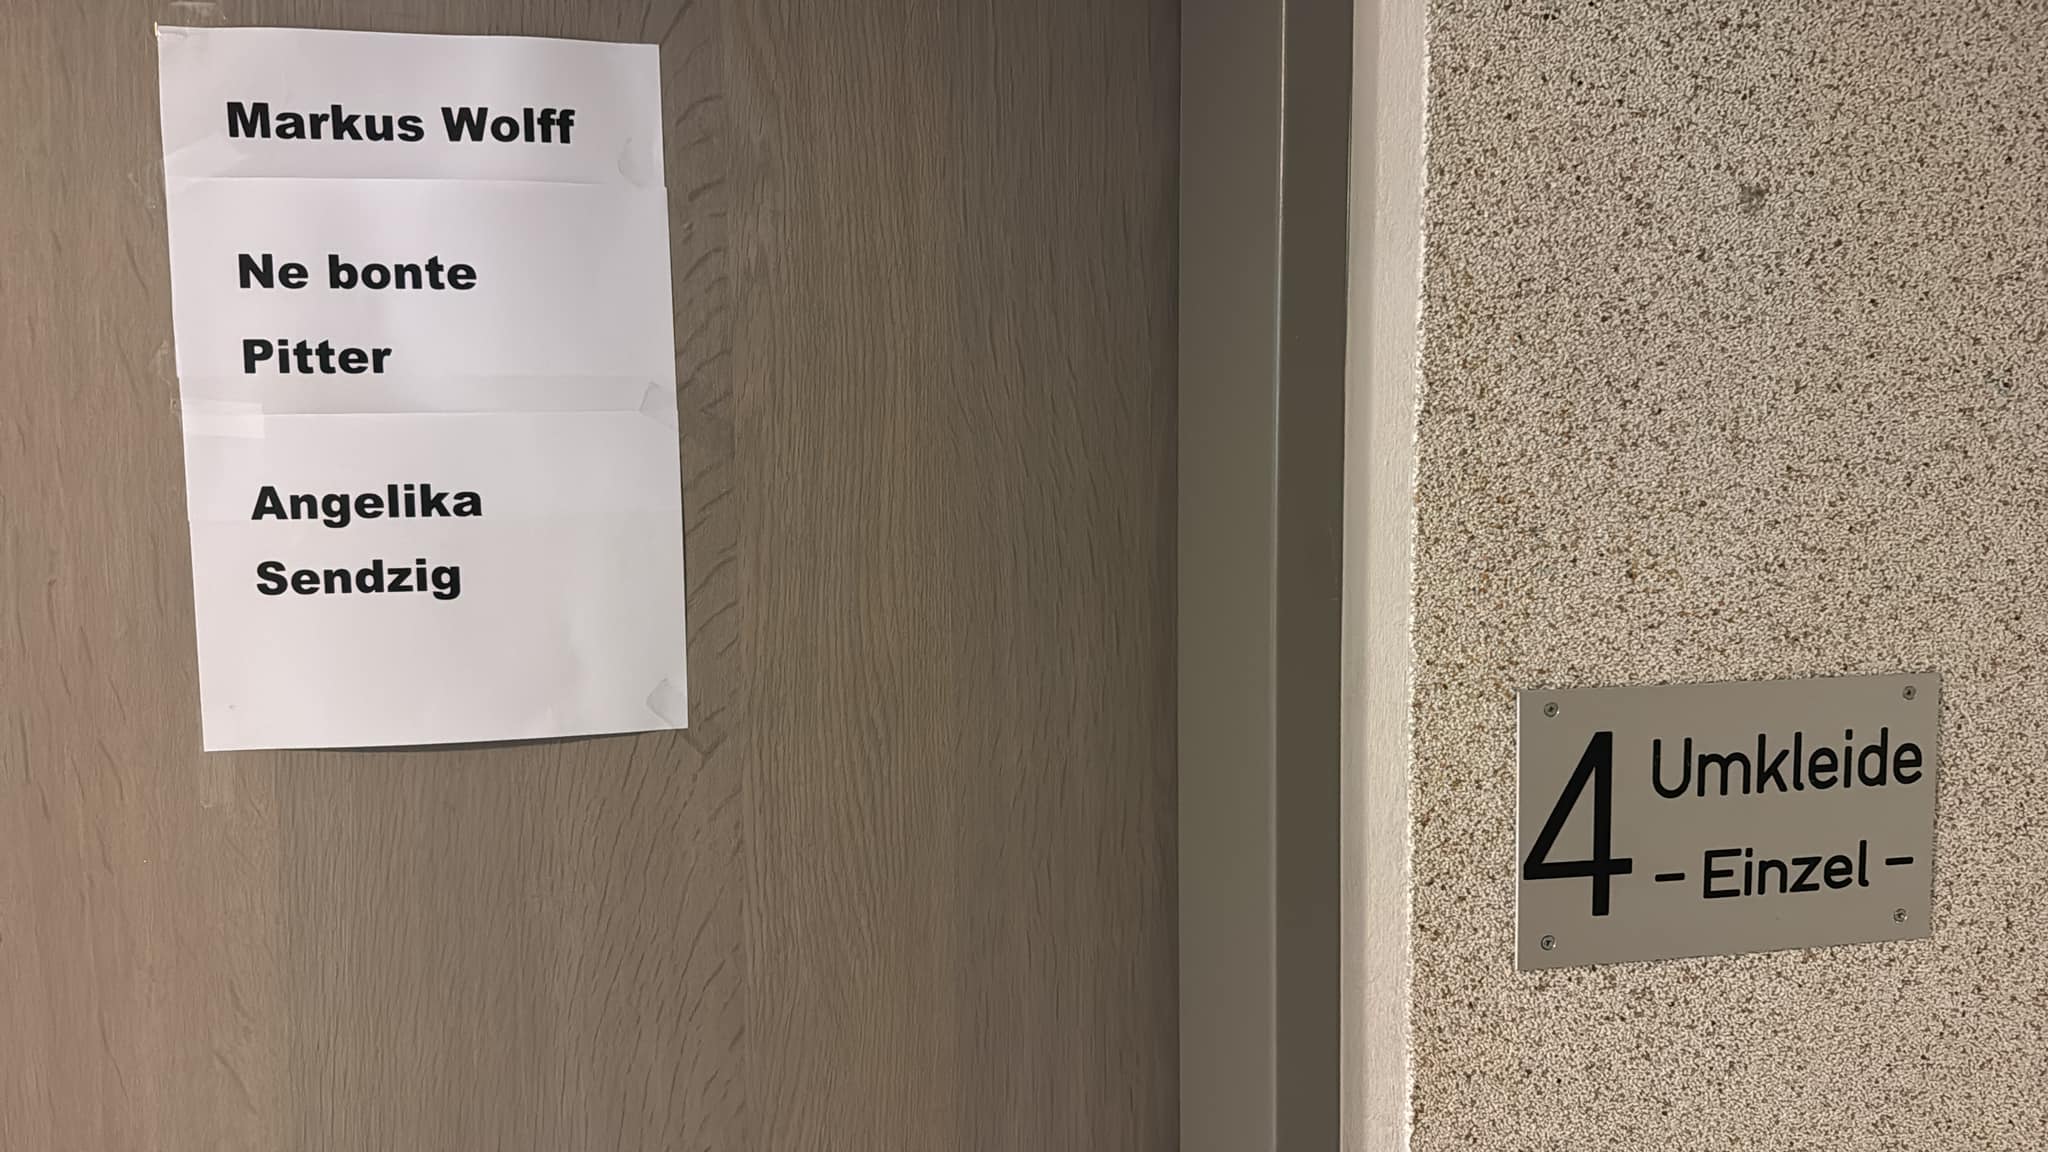 Markus Wolff
Ne bonte
Pitter
Angelika
Sendzig
4 Umkleide
- Einzel -